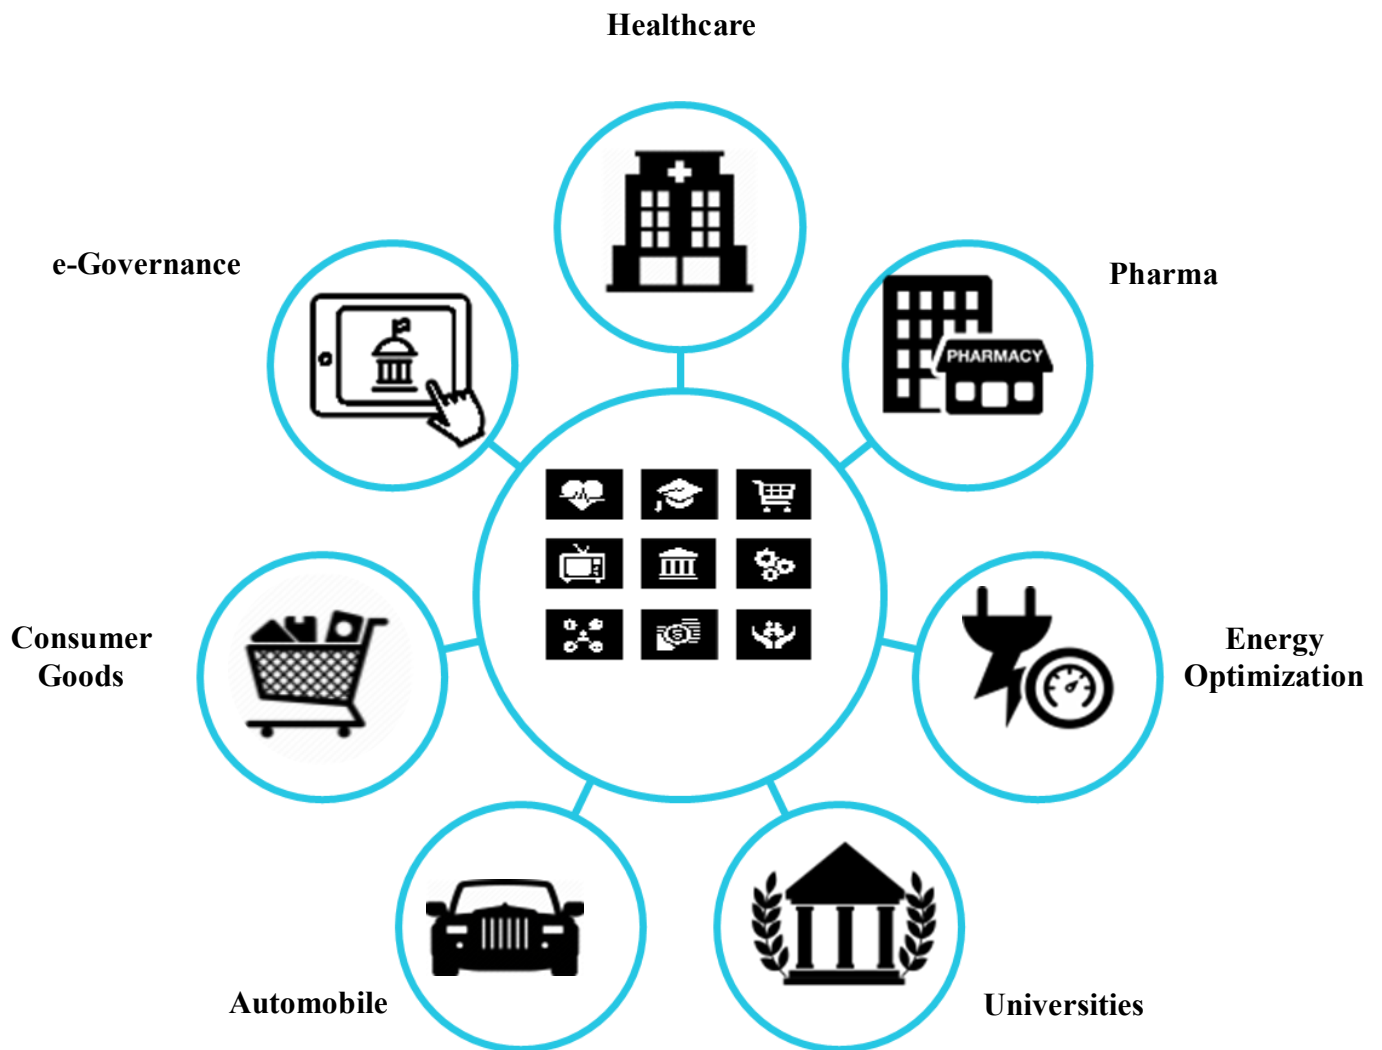 Healthcare
e-Governance
Pharma
PHARMACY
Consumer
Goods
Energy
Optimization
Automobile
Universities